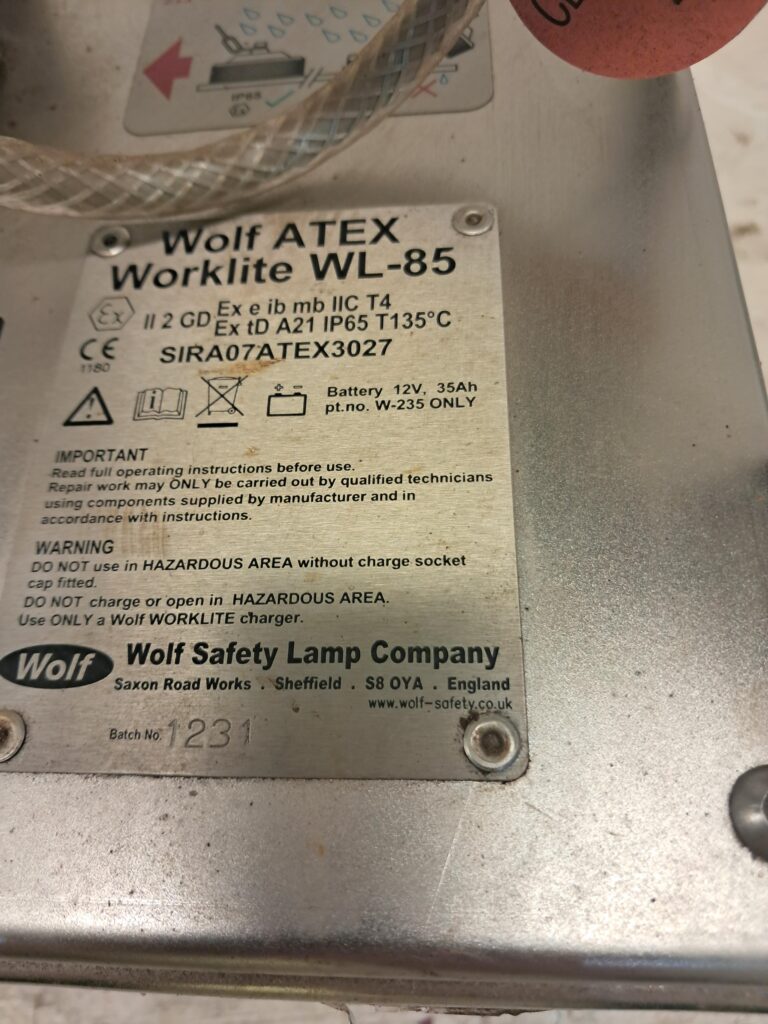 IP65
Wolf ATEX
Worklite WL-85
Ex II 2 GD Ex e ib mb IIC T4
Ex tD A21 IP65 T135°C
CE
1180
SIRA07ATEX3027
Battery 12V, 35Ah
pt.no. W-235 ONLY
IMPORTANT
Read full operating instructions before use.
Repair work may ONLY be carried out by qualified technicians
using components supplied by manufacturer and in
accordance with instructions.
WARNING
DO NOT use in HAZARDOUS AREA without charge socket
cap fitted.
DO NOT charge or open in HAZARDOUS AREA.
Use ONLY a Wolf WORKLITE charger.
Wolf
Wolf Safety Lamp Company
Saxon Road Works . Sheffield . S8 OYA . England
www.wolf-safety.co.uk
Batch No. 1231